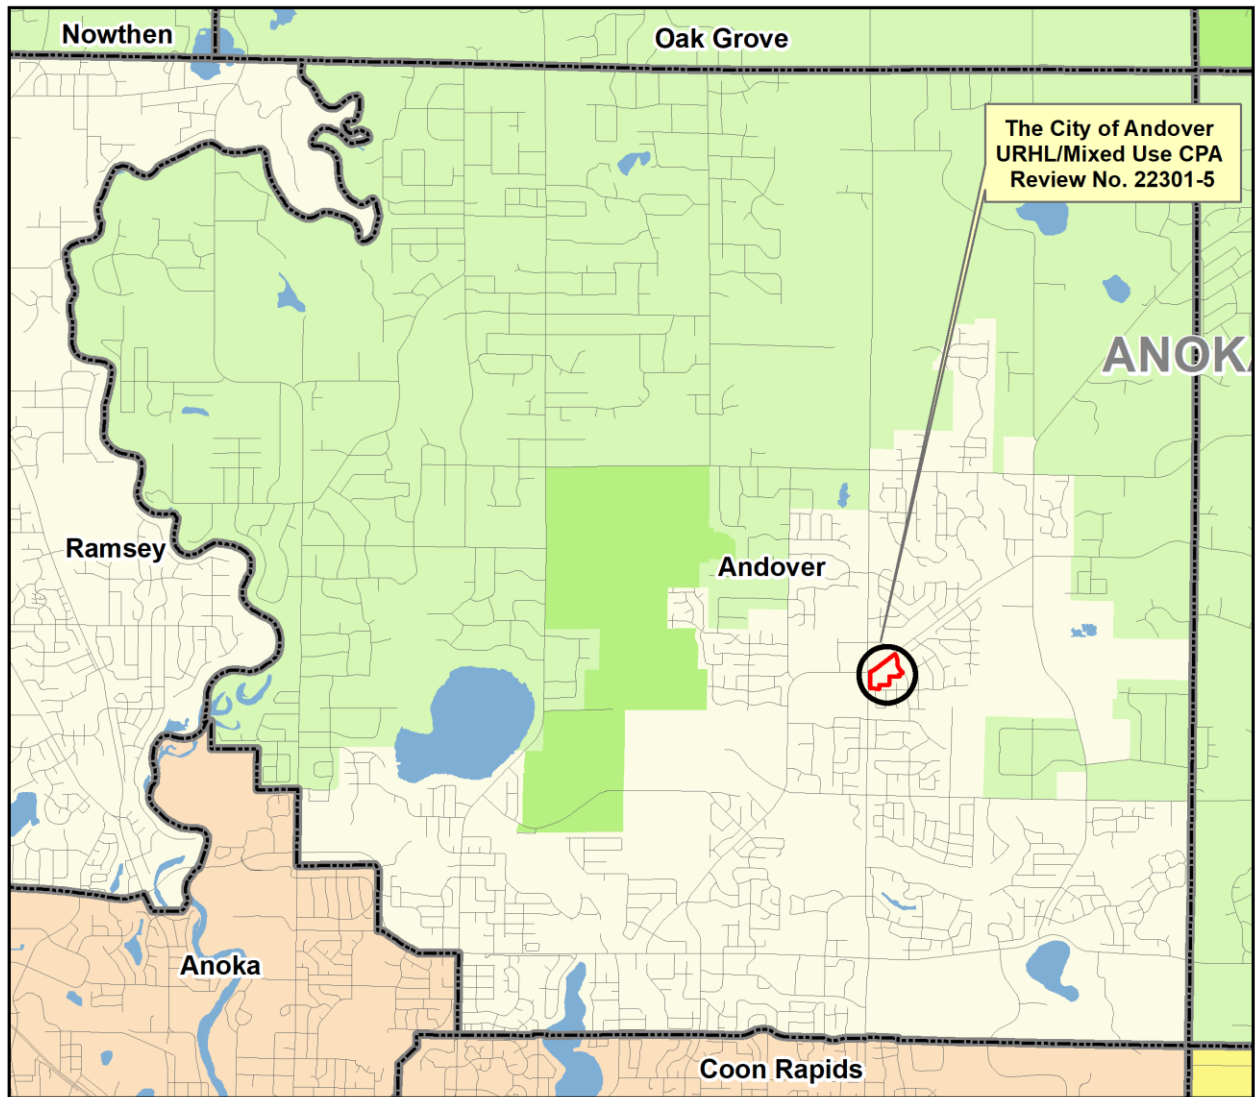 Nowthen
Oak Grove
The City of Andover
URHL/Mixed Use CPA
Review No. 22301-5
ANOKA
Ramsey
Andover
Anoka
Coon Rapids